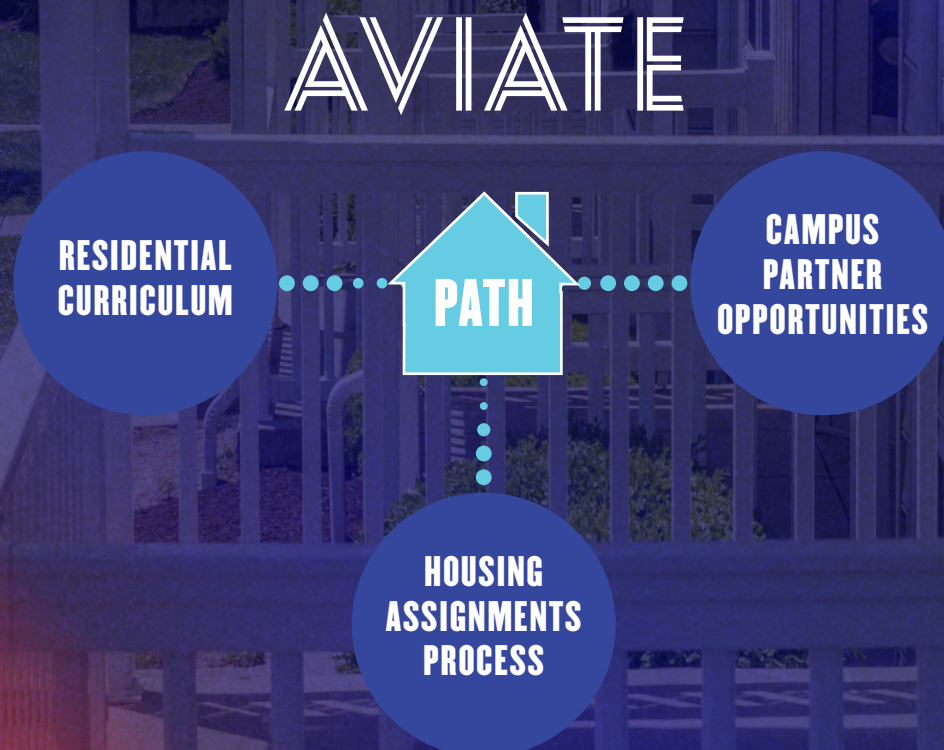 AVIATE
RESIDENTIAL
CURRICULUM
PATH
CAMPUS
PARTNER
OPPORTUNITIES
HOUSING
ASSIGNMENTS
PROCESS